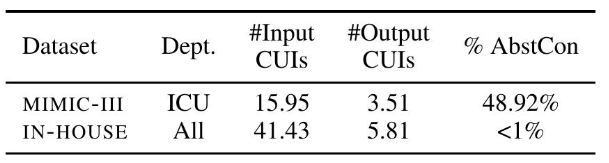 Dataset Dept. #Input CUIs #Output CUIs % AbstCon
MIMIC-III ICU 15.95 3.51 48.92%
IN-HOUSE All 41.43 5.81 <1%